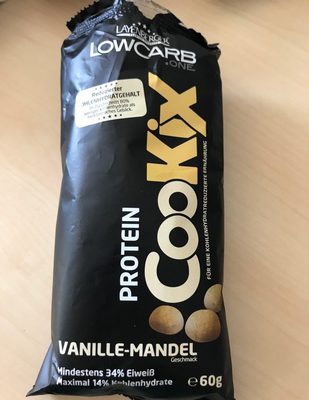 LAYENBERGER
LOWCARB
.ONE
Reduzierter
KOHLENHYDRATGEHALT
80%
PROTEIN
CooKiX
FÜR EINE KOHLENHYDRATREDUZIERTE ERNÄHRUNG
VANILLE-MANDEL
Geschmack
Mindestens 34% Eiweiß
Maximal 14% Kohlenhydrate
℮60g